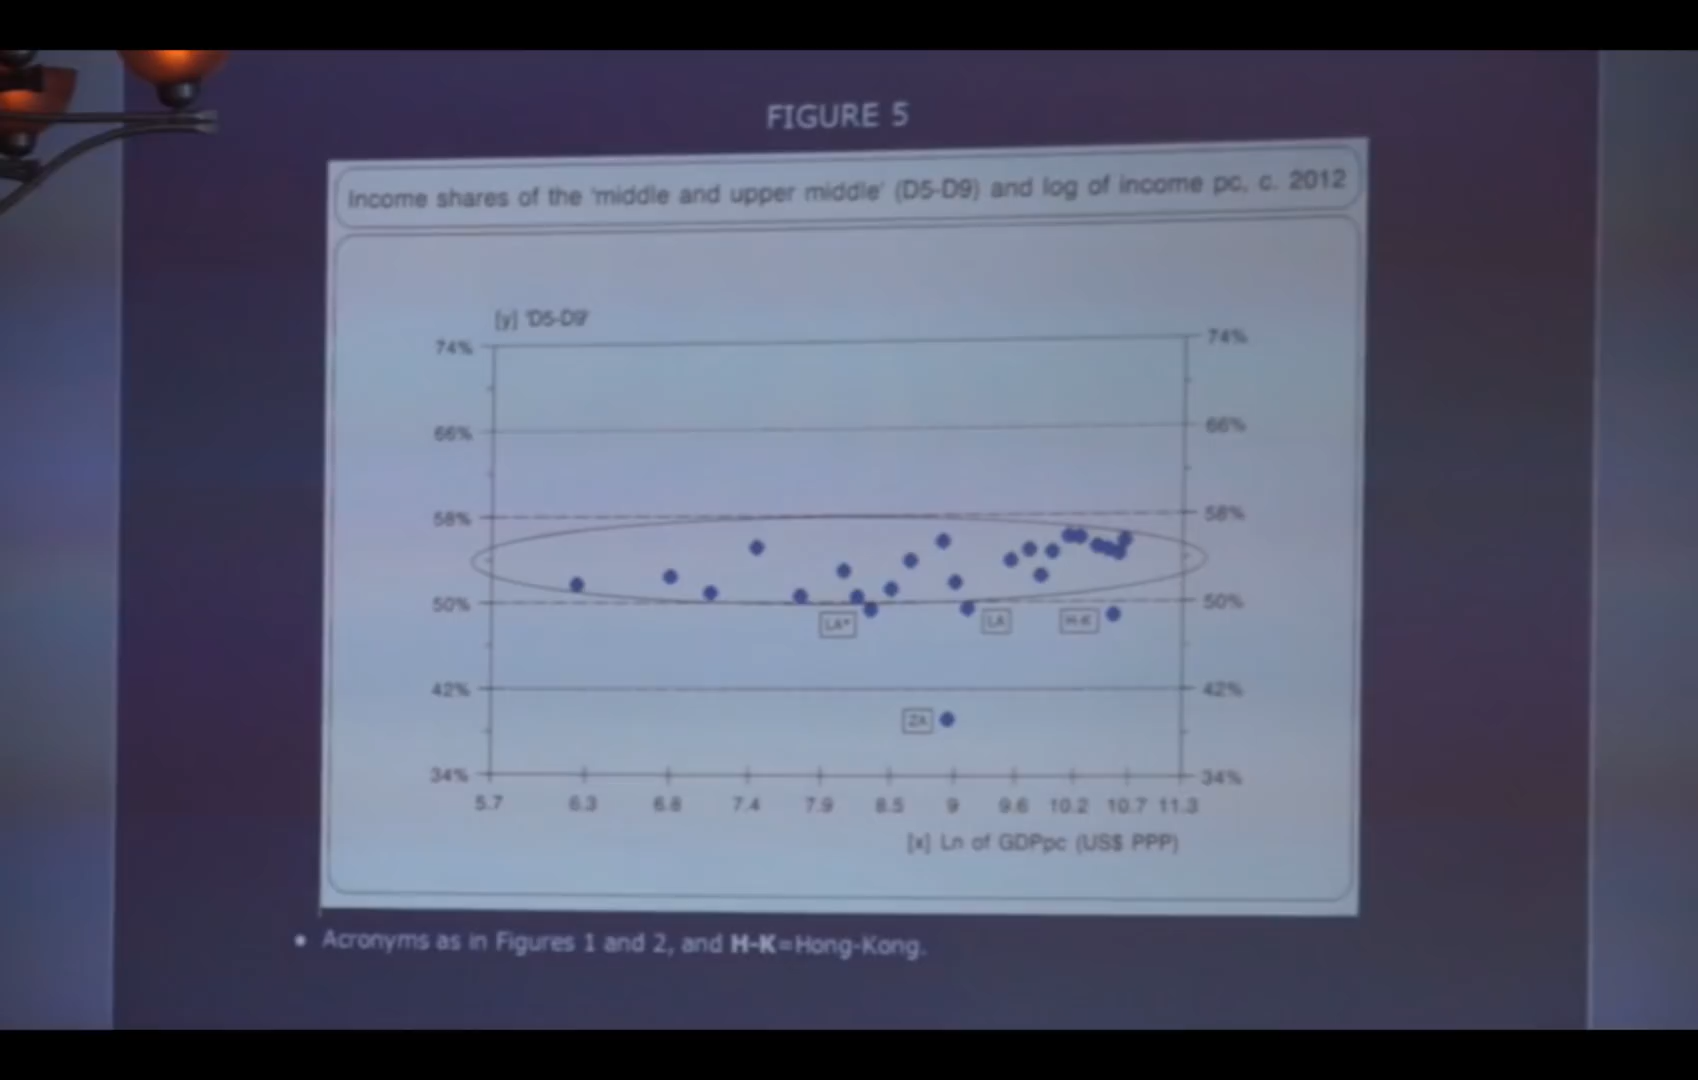 FIGURE 5
Income shares of the 'middle and upper middle' (D5-D9) and log of income pc, c. 2012
[y] 'D5-D9'
74% 74%
66% 66%
58% 58%
50% 50%
LA* LA H-K
42% 42%
ZA
34% 34%
5.7 6.3 6.8 7.4 7.9 8.5 9 9.6 10.2 10.7 11.3
[x] Ln of GDPpc (US$ PPP)
• Acronyms as in Figures 1 and 2, and H-K=Hong-Kong.